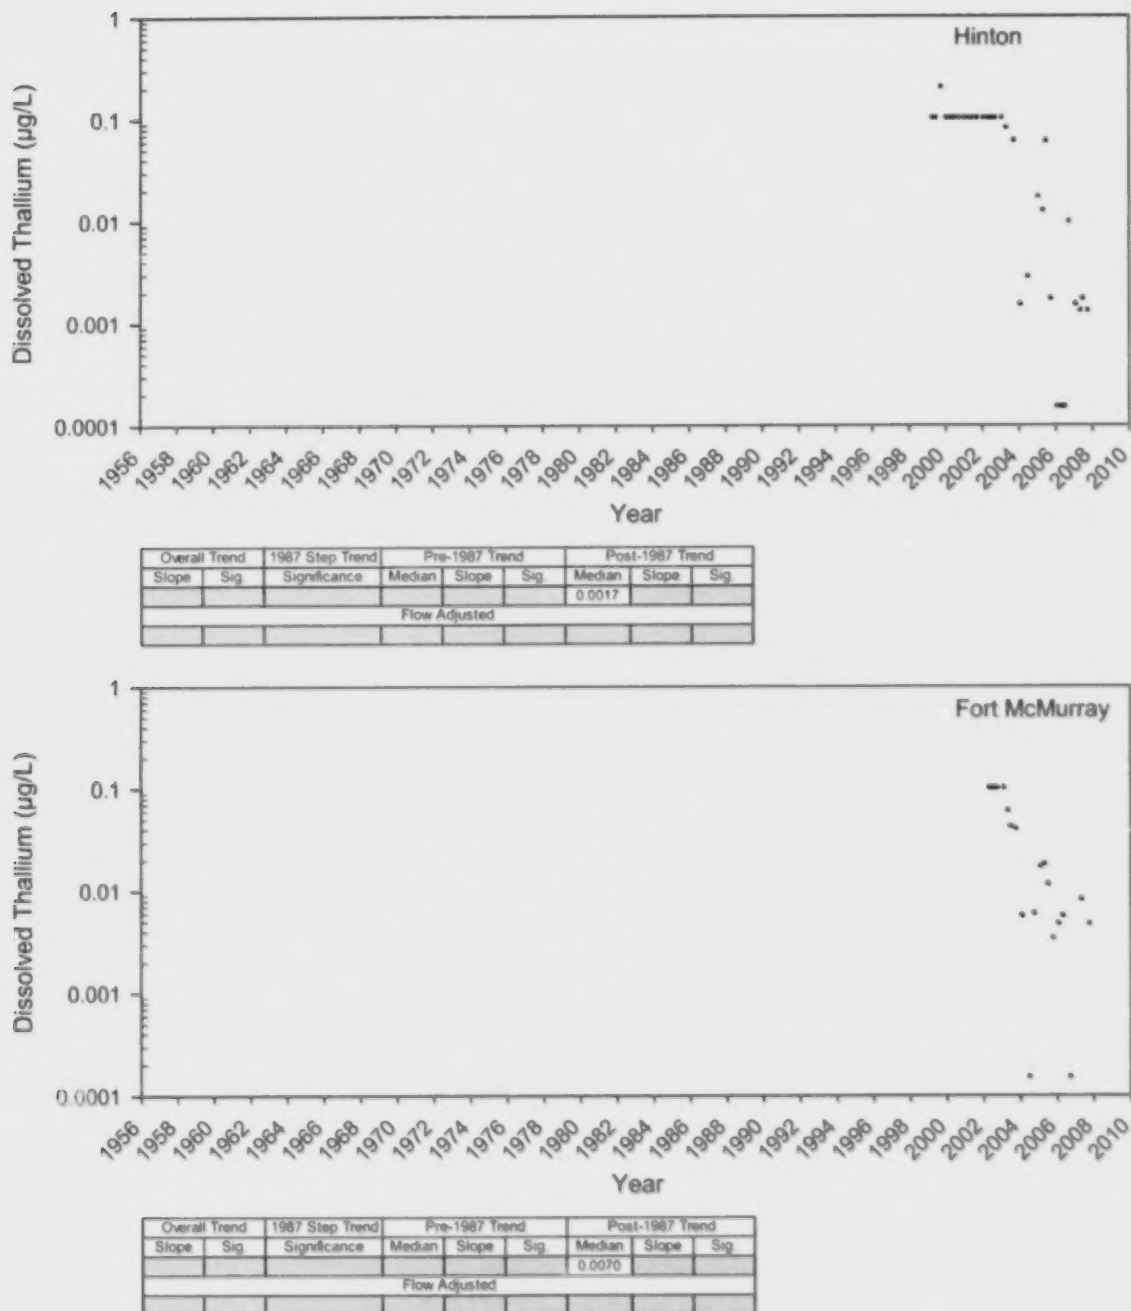 Hinton
Dissolved Thallium (µg/L)
1
0.1
0.01
0.001
0.0001
1956 1958 1960 1962 1964 1966 1968 1970 1972 1974 1976 1978 1980 1982 1984 1986 1988 1990 1992 1994 1996 1998 2000 2002 2004 2006 2008 2010
Year
Overall Trend 1987 Step Trend Pre-1987 Trend Post-1987 Trend
Slope Sig. Significance Median Slope Sig. Median Slope Sig.
0.0017
Flow Adjusted
Fort McMurray
Dissolved Thallium (µg/L)
1
0.1
0.01
0.001
0.0001
1956 1958 1960 1962 1964 1966 1968 1970 1972 1974 1976 1978 1980 1982 1984 1986 1988 1990 1992 1994 1996 1998 2000 2002 2004 2006 2008 2010
Year
Overall Trend 1987 Step Trend Pre-1987 Trend Post-1987 Trend
Slope Sig. Significance Median Slope Sig. Median Slope Sig.
0.0070
Flow Adjusted